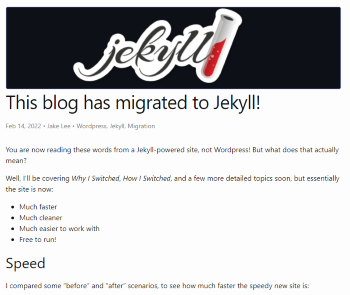 jekyll
This blog has migrated to Jekyll!
Feb 14, 2022 • Jake Lee • Wordpress, Jekyll, Migration
You are now reading these words from a Jekyll-powered site, not Wordpress! But what does that actually
mean?
Well, I'll be covering Why I Switched, How I Switched, and a few more detailed topics soon, but essentially
the site is now:
• Much faster
• Much cleaner
• Much easier to work with
• Free to run!
Speed
I compared some "before" and "after" scenarios, to see how much faster the speedy new site is: